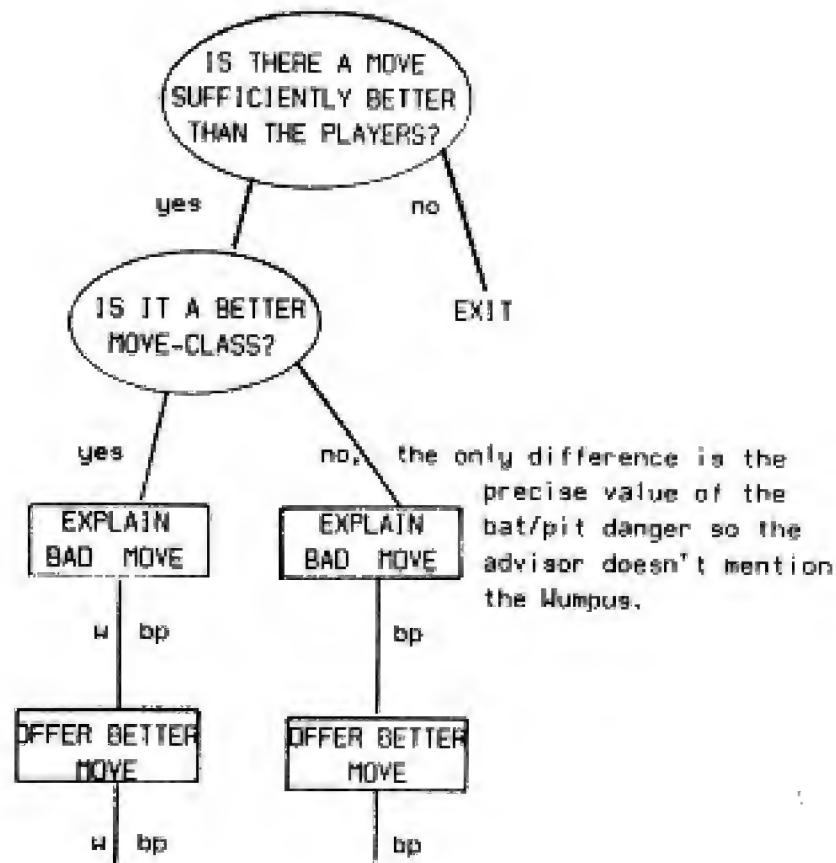 IS THERE A MOVE
SUFFICIENTLY BETTER
THAN THE PLAYERS?
yes
no
IS IT A BETTER
MOVE-CLASS?
EXIT
yes
no, the only difference is the
precise value of the
bat/pit danger so the
advisor doesn't mention
the Wumpus.
EXPLAIN
BAD MOVE
EXPLAIN
BAD MOVE
W bp
bp
OFFER BETTER
MOVE
OFFER BETTER
MOVE
W bp
bp